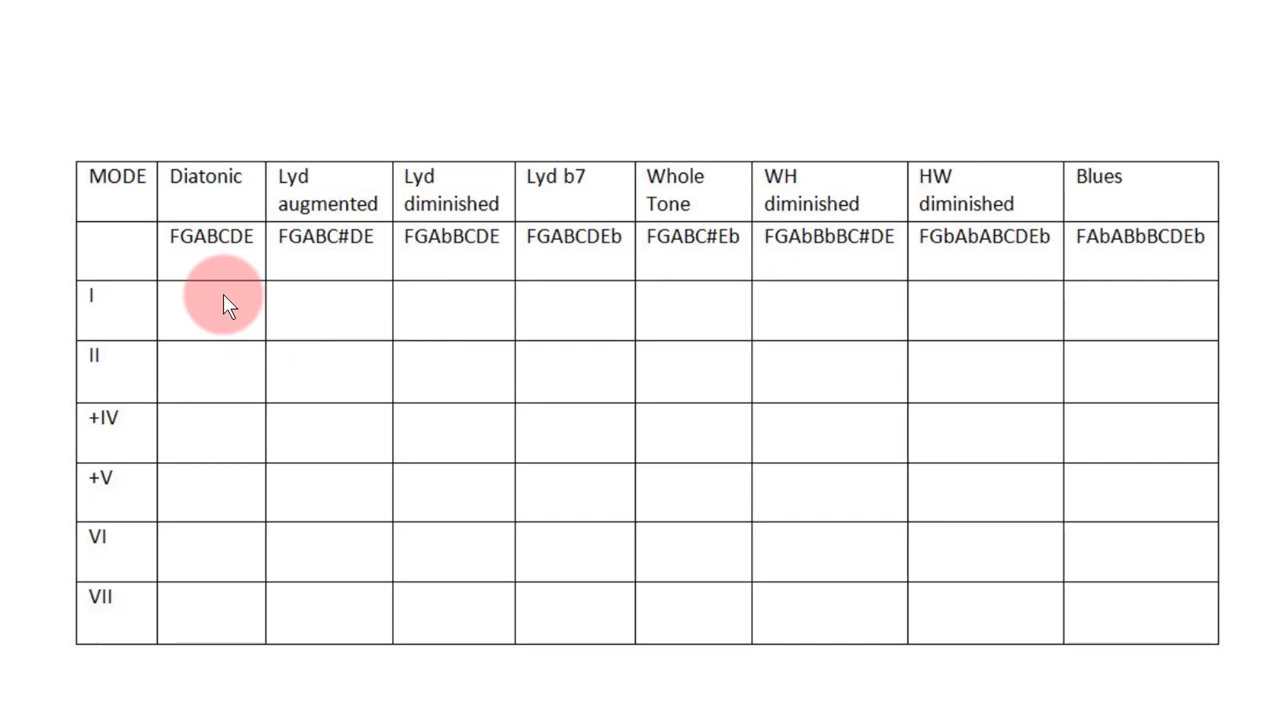 MODE Diatonic Lyd augmented Lyd diminished Lyd b7 Whole Tone WH diminished HW diminished Blues
FGABCDE FGABC#DE FGAbBCDE FGABCDEb FGABC#Eb FGAbBbBC#DE FGbAbABCDEb FAbABbBCDEb
I
II
+IV
+V
VI
VII